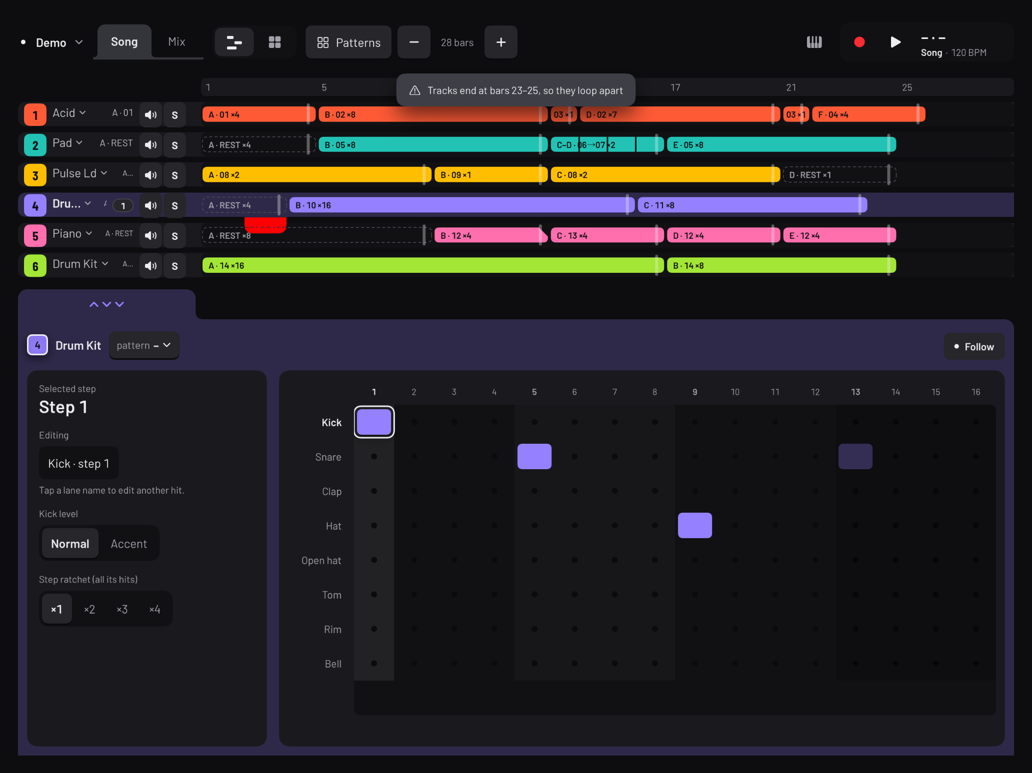 Demo
Song
Mix
Patterns
28 bars
Song · 120 BPM
1
5
17
21
25
Tracks end at bars 23–25, so they loop apart
1 Acid A · 01 S A · 01 ×4 B · 02 ×8 03 ×1 D · 02 ×7 03 ×1 F · 04 ×4
2 Pad A · REST S A · REST ×4 B · 05 ×8 C–D · 06→07 ×2 E · 05 ×8
3 Pulse Ld A... S A · 08 ×2 B · 09 ×1 C · 08 ×2 D · REST ×1
4 Dru... 1 S A · REST ×4 B · 10 ×16 C · 11 ×8
5 Piano A · REST S A · REST ×8 B · 12 ×4 C · 13 ×4 D · 12 ×4 E · 12 ×4
6 Drum Kit A... S A · 14 ×16 B · 14 ×8
4 Drum Kit pattern –
Follow
Selected step
Step 1
Editing
Kick · step 1
Tap a lane name to edit another hit.
Kick level
Normal Accent
Step ratchet (all its hits)
×1 ×2 ×3 ×4
1 2 3 4 5 6 7 8 9 10 11 12 13 14 15 16
Kick
Snare
Clap
Hat
Open hat
Tom
Rim
Bell